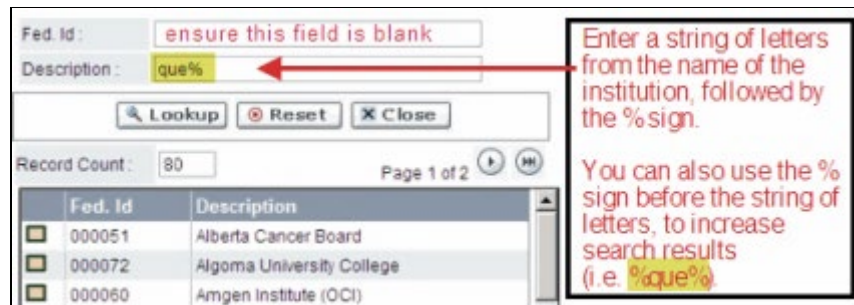 Fed. Id :
ensure this field is blank
Description :
que%
Lookup
Reset
Close
Record Count :
80
Page 1 of 2
Fed. Id
Description
000051
Alberta Cancer Board
000072
Algoma University College
000060
Amgen Institute (OCI)
Enter a string of letters
from the name of the
institution, followed by
the % sign.
You can also use the %
sign before the string of
letters, to increase
search results
(i.e. %que%).